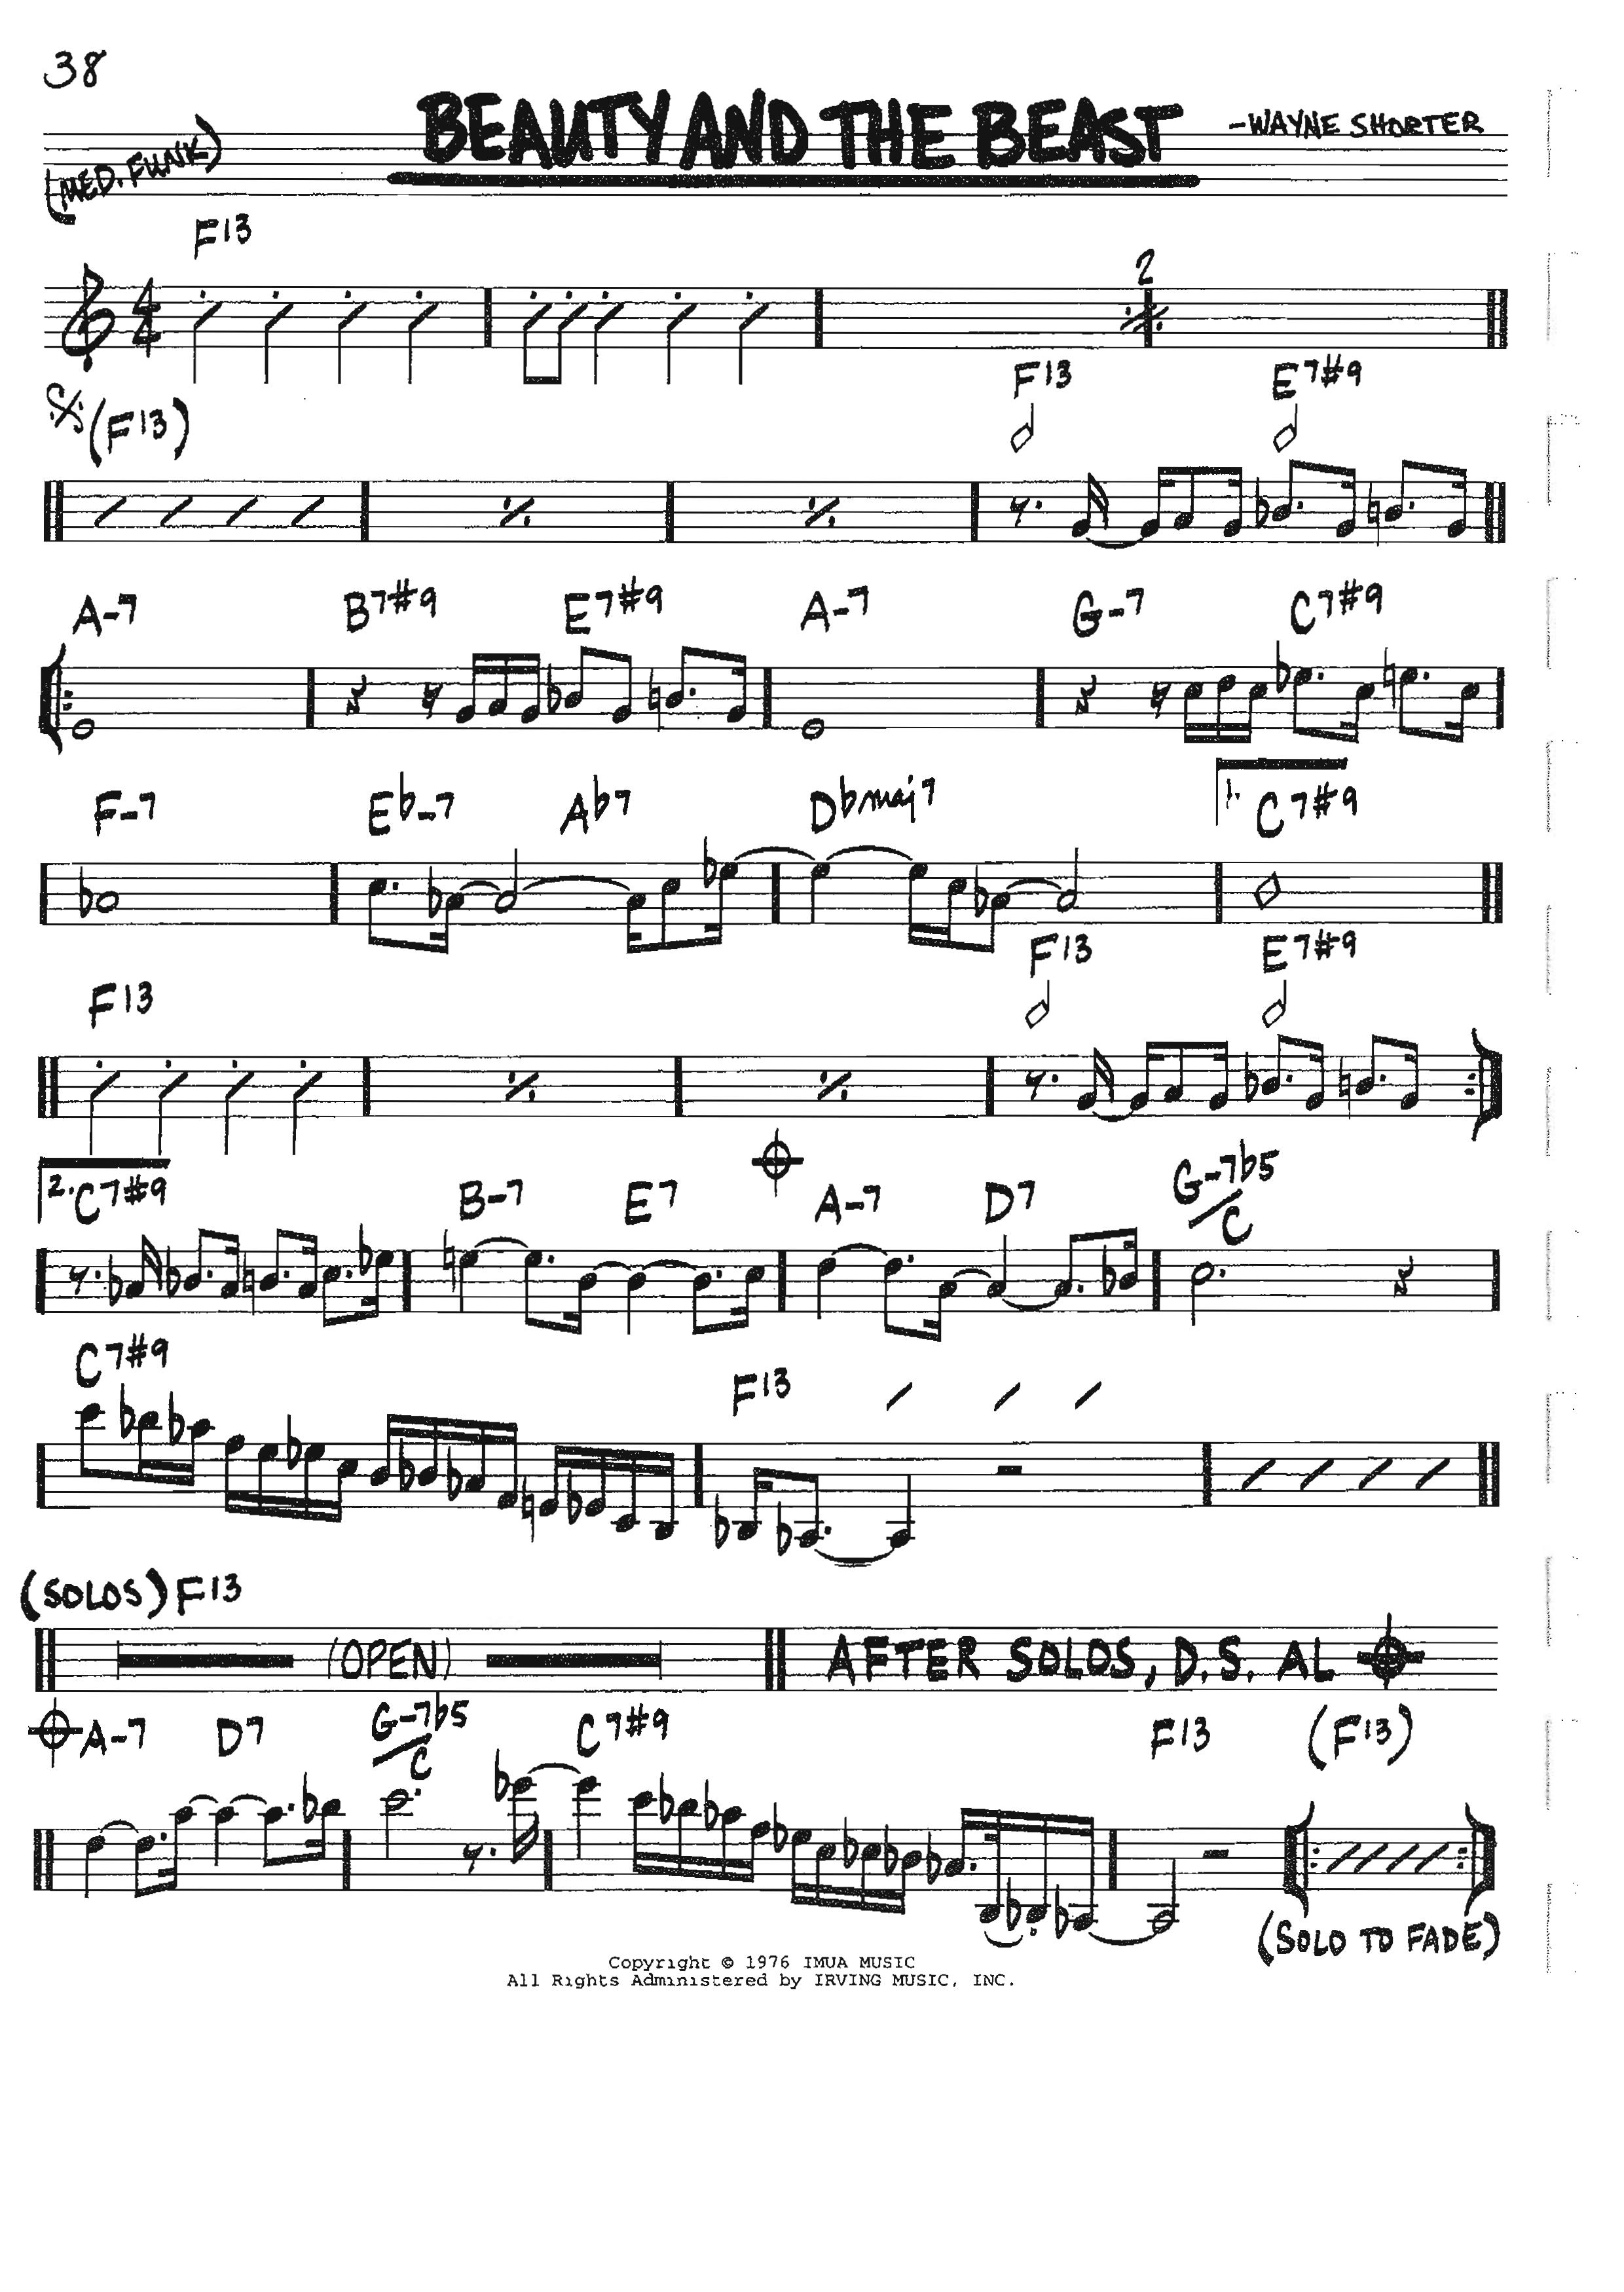 38
BEAUTY AND THE BEAST
-WAYNE SHORTER
(MED. FUNK)
F13
4
4
2
F13 E7#9
(F13)
A-7 B7#9 E7#9 A-7 G-7 C7#9
F-7 Eb-7 Ab7 Dbmaj7 1. C7#9
F13 E7#9
F13
2. C7#9 B-7 E7 A-7 D7 G-7b5/C
C7#9 F13
(SOLOS) F13
(OPEN) AFTER SOLOS, D.S. AL
A-7 D7 G-7b5/C C7#9 F13 (F13)
(SOLO TO FADE)
Copyright © 1976 IMUA MUSIC
All Rights Administered by IRVING MUSIC, INC.